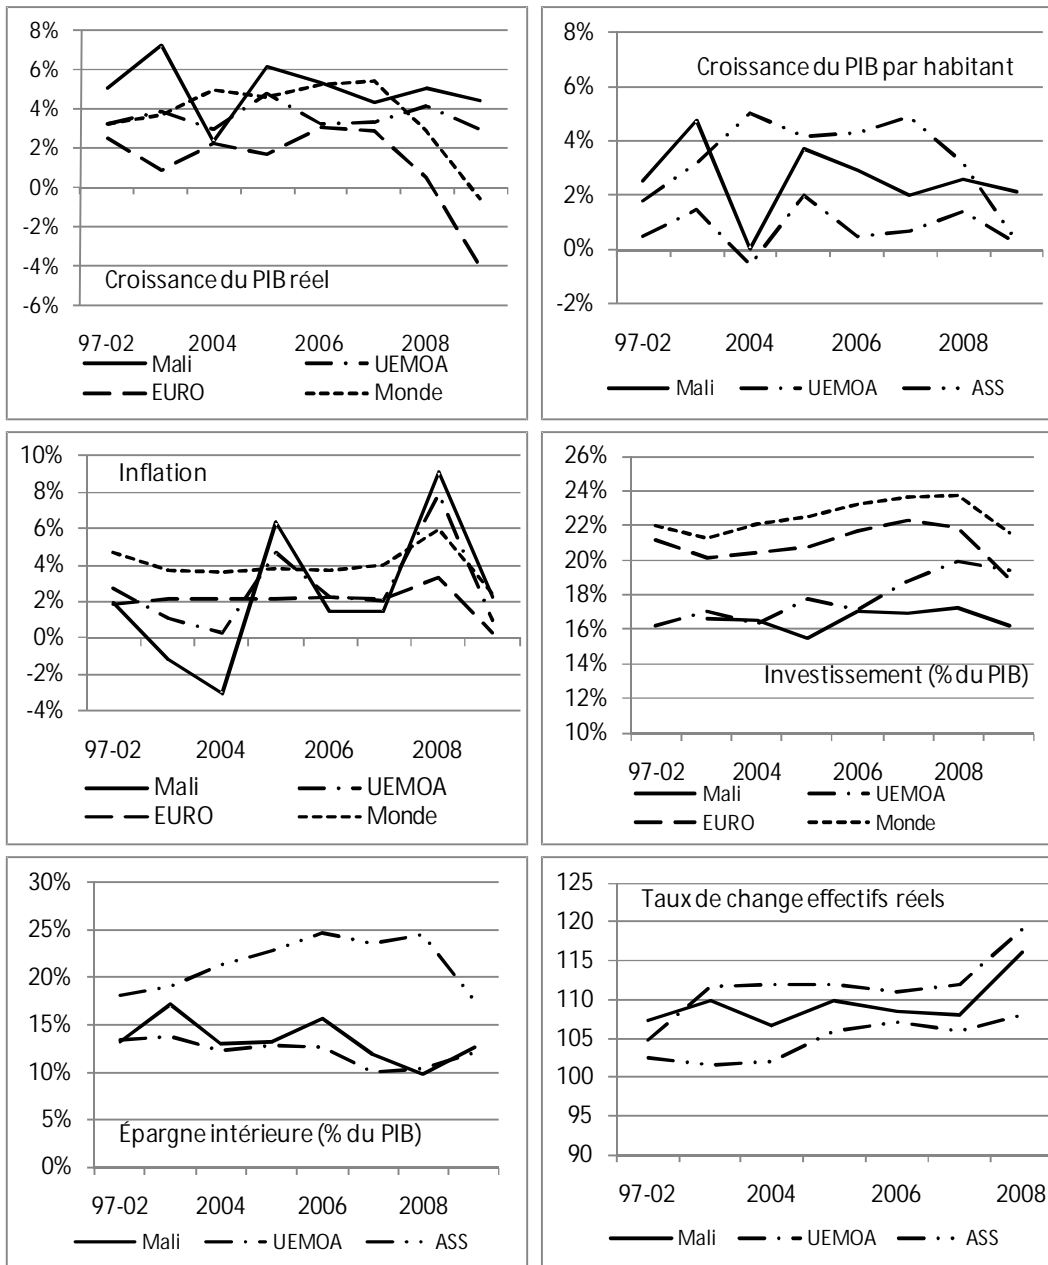 8%
6%
4%
2%
0%
-2%
-4%
-6%
Croissance du PIB réel
97-02 2004 2006 2008
Mali UEMOA
EURO Monde
8%
6%
4%
2%
0%
-2%
Croissance du PIB par habitant
97-02 2004 2006 2008
Mali UEMOA ASS
10%
8%
6%
4%
2%
0%
-2%
-4%
Inflation
97-02 2004 2006 2008
Mali UEMOA
EURO Monde
26%
24%
22%
20%
18%
16%
14%
12%
10%
Investissement (% du PIB)
97-02 2004 2006 2008
Mali UEMOA
EURO Monde
30%
25%
20%
15%
10%
5%
0%
Épargne intérieure (% du PIB)
97-02 2004 2006 2008
Mali UEMOA ASS
125
120
115
110
105
100
95
90
Taux de change effectifs réels
97-02 2004 2006 2008
Mali UEMOA ASS